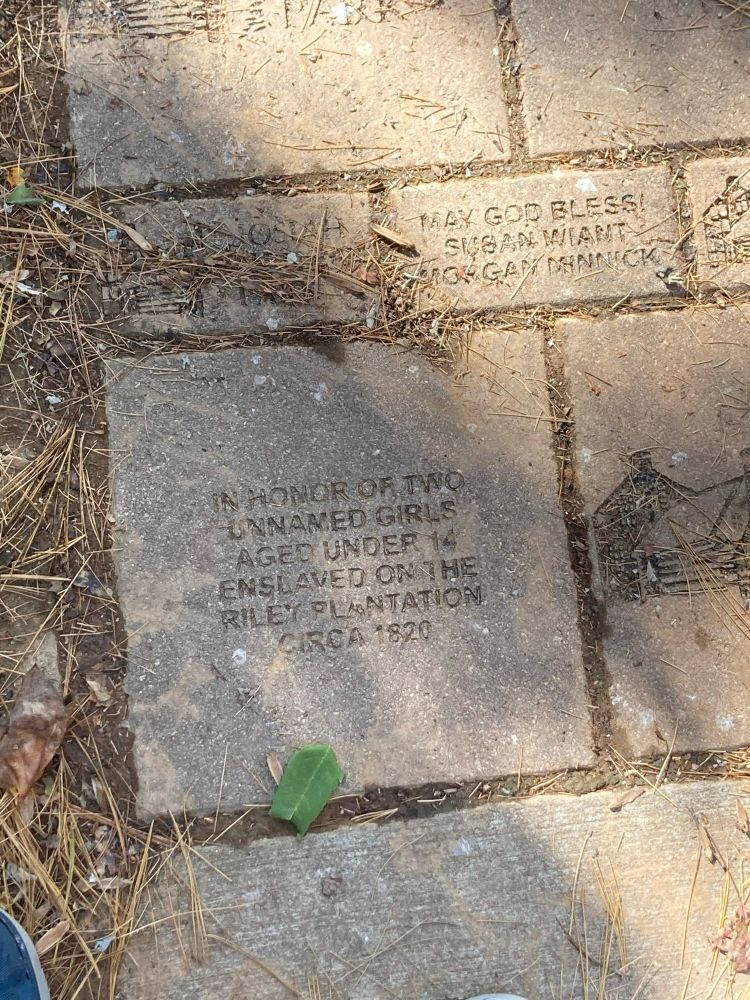 JOSIAH
MAY GOD BLESS!
SUSAN WIANT
MORGAN MINNICK
IN HONOR OF TWO
UNNAMED GIRLS
AGED UNDER 14
ENSLAVED ON THE
RILEY PLANTATION
CIRCA 1820